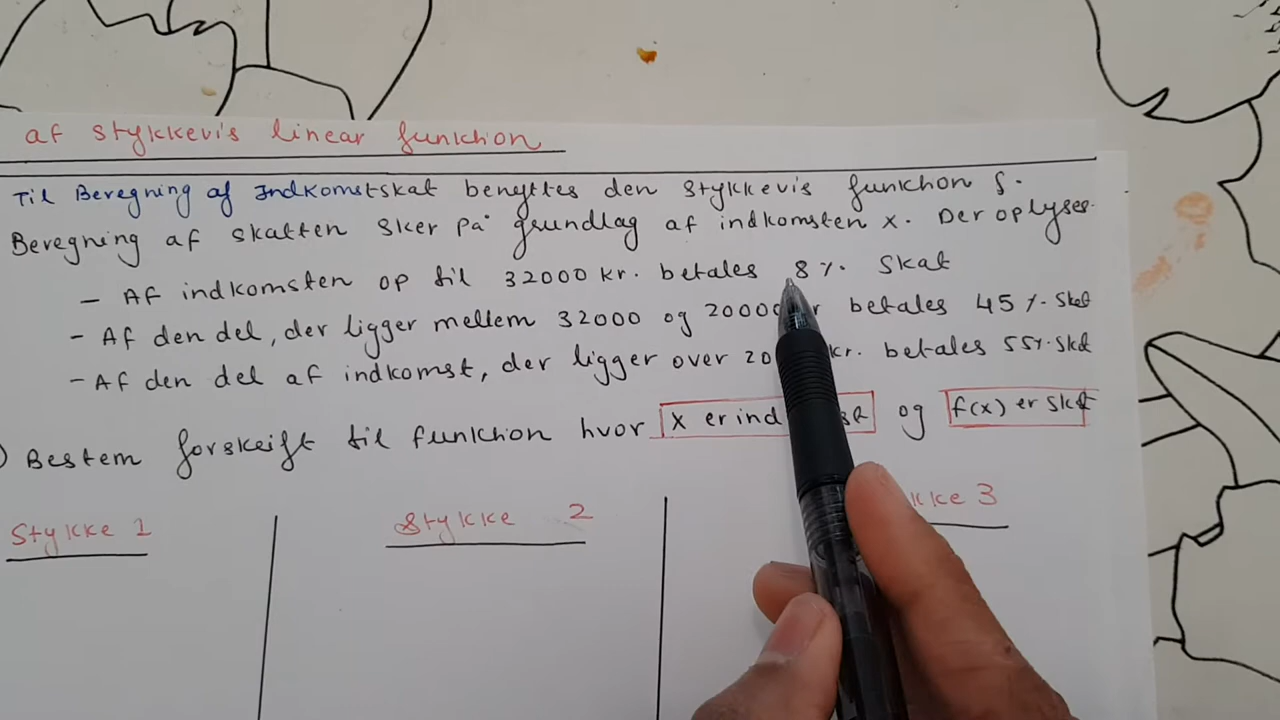 af stykkevis linear funktion
Til Beregning af Indkomstskat benyttes den stykkevis funktion f.
Beregning af skatten sker på grundlag af indkomsten x. Der oplyses.
- Af indkomsten op til 32000 kr. betales 8 %. skat
- Af den del, der ligger mellem 32000 og 20000 betales 45 %. skat
- Af den del af indkomst, der ligger over kr. betales 55%. skat
) Bestem forskrift til funktion hvor x er og f(x) er skat
Stykke 1
Stykke 2
3